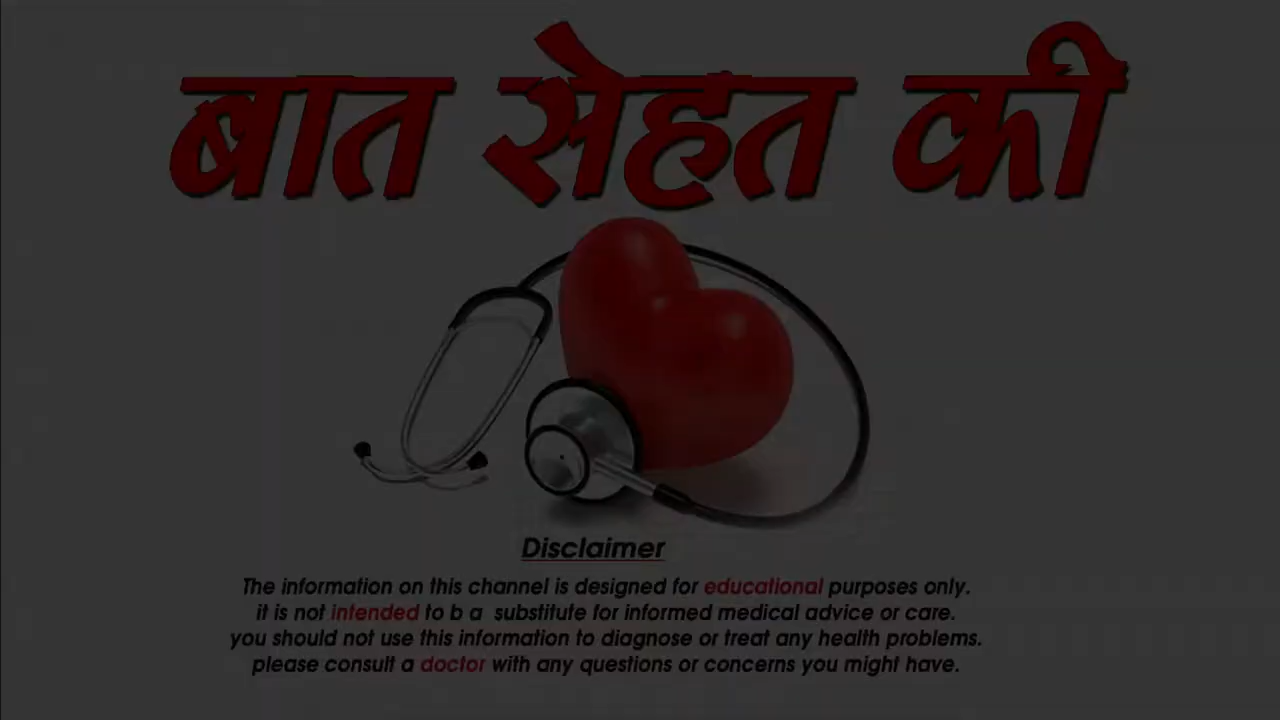 बात सेहत की
Disclaimer
The information on this channel is designed for educational purposes only.
it is not intended to b a substitute for informed medical advice or care.
you should not use this information to diagnose or treat any health problems.
please consult a doctor with any questions or concerns you might have.